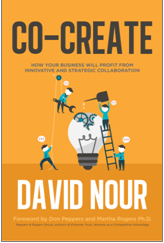 CO-CREATE
HOW YOUR BUSINESS WILL PROFIT FROM
INNOVATIVE AND STRATEGIC COLLABORATION
DAVID NOUR
Foreword by Don Peppers and Martha Rogers Ph.D.